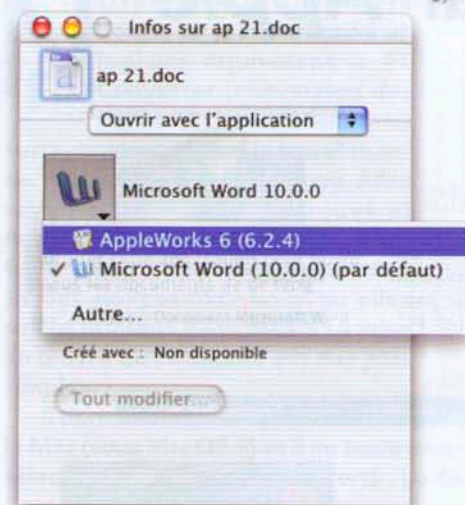 Infos sur ap 21.doc
ap 21.doc
Ouvrir avec l'application
Microsoft Word 10.0.0
AppleWorks 6 (6.2.4)
✓ Microsoft Word (10.0.0) (par défaut)
Autre...
Créé avec : Non disponible
Tout modifier...